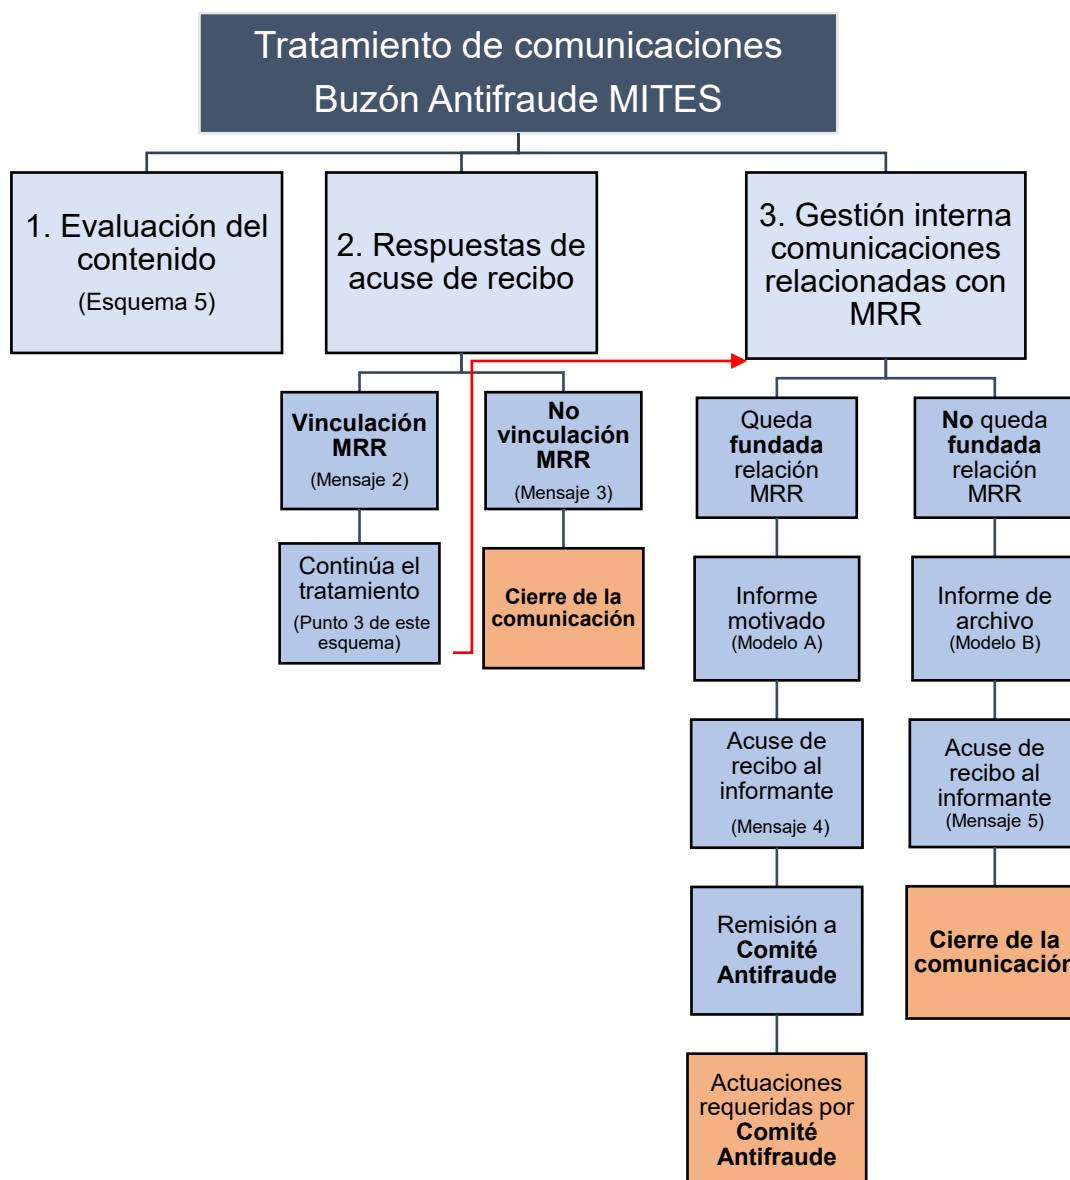 Tratamiento de comunicaciones
Buzón Antifraude MITES
1. Evaluación del
contenido
(Esquema 5)
2. Respuestas de
acuse de recibo
3. Gestión interna
comunicaciones
relacionadas con
MRR
Vinculación
MRR
(Mensaje 2)
Continúa el
tratamiento
(Punto 3 de este
esquema)
No
vinculación
MRR
(Mensaje 3)
Cierre de la
comunicación
Queda
fundada
relación
MRR
Informe
motivado
(Modelo A)
Acuse de
recibo al
informante
(Mensaje 4)
Remisión a
Comité
Antifraude
Actuaciones
requeridas por
Comité
Antifraude
No queda
fundada
relación
MRR
Informe de
archivo
(Modelo B)
Acuse de
recibo al
informante
(Mensaje 5)
Cierre de la
comunicación